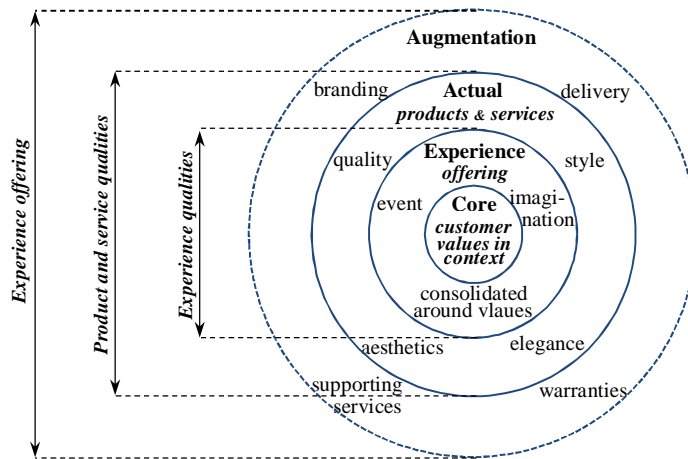 Augmentation
branding
delivery
Actual
products & services
quality
Experience
style
offering
event
Core
imagi-
nation
customer
values in
context
consolidated
around vlaues
aesthetics
elegance
supporting
services
warranties
Experience offering
Product and service qualities
Experience qualities